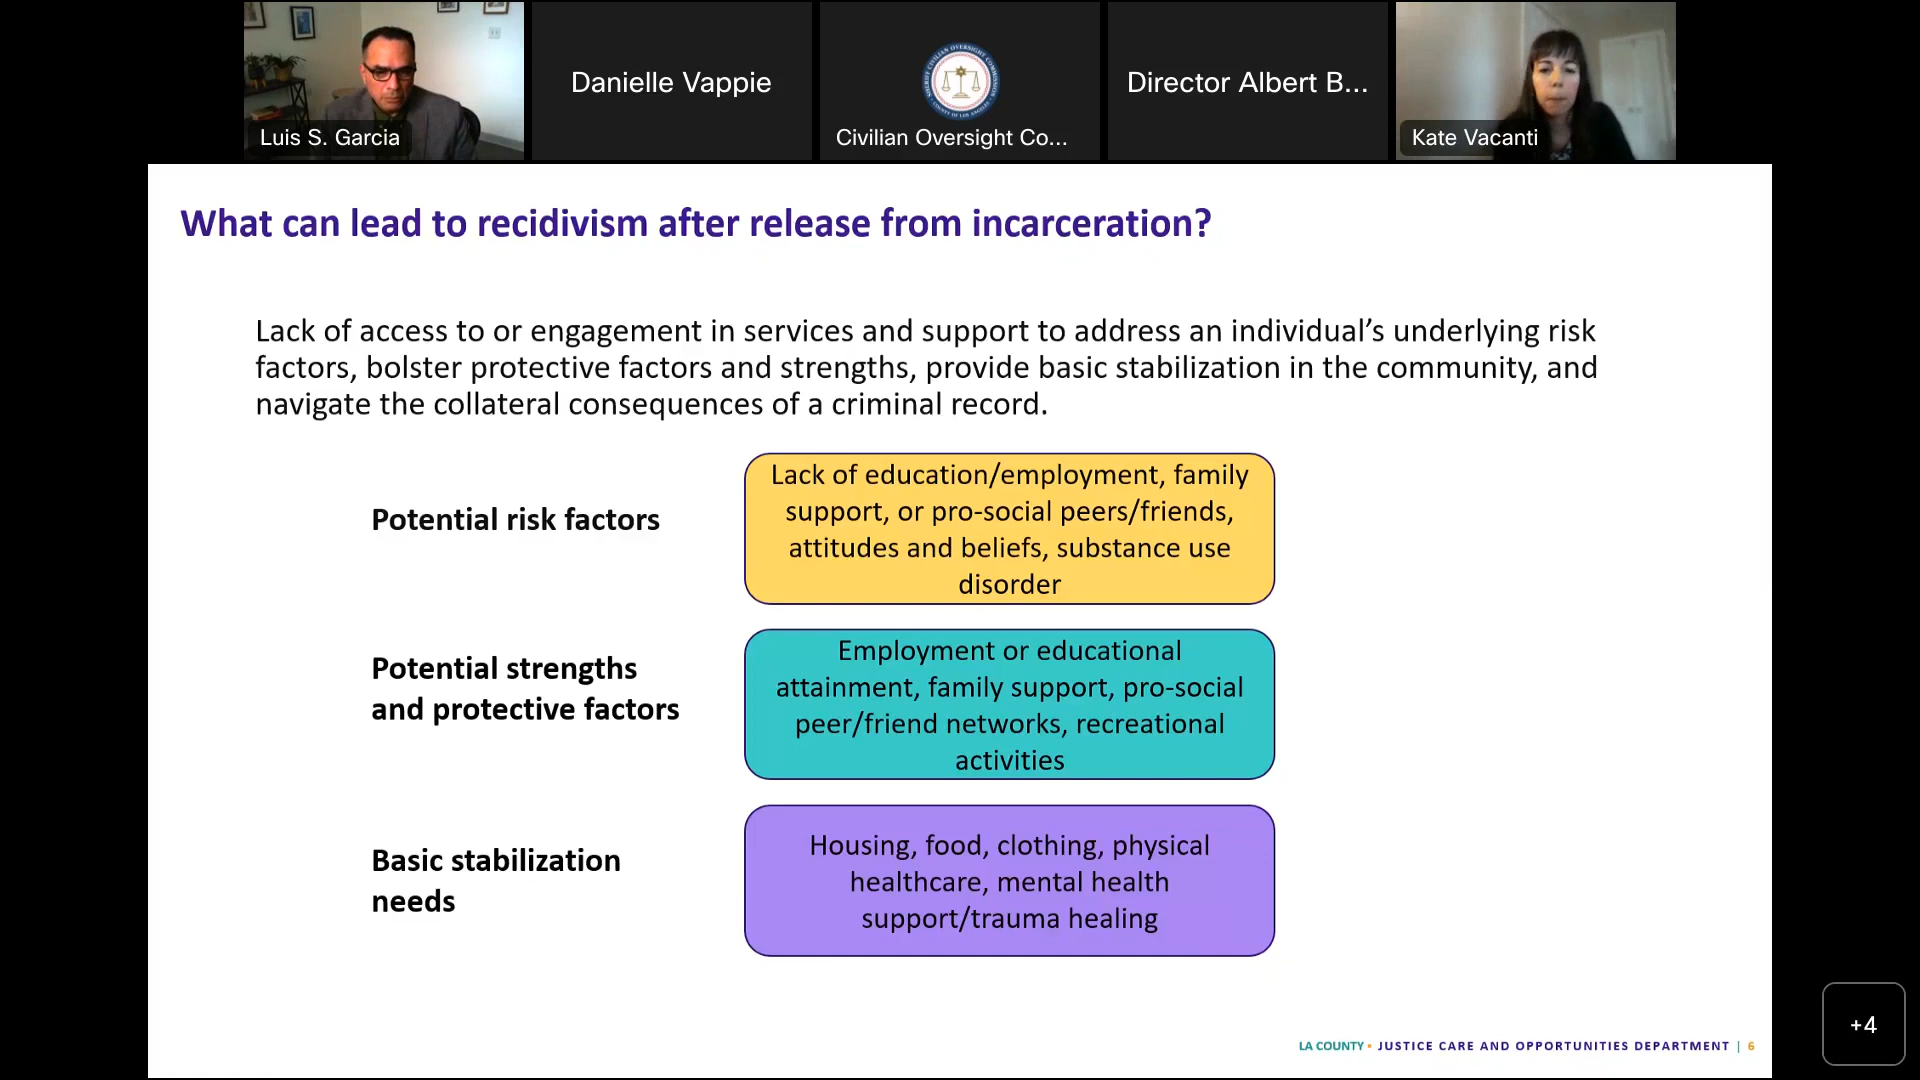 Luis S. Garcia
Danielle Vappie
Civilian Oversight Co...
Director Albert B...
Kate Vacanti
What can lead to recidivism after release from incarceration?
Lack of access to or engagement in services and support to address an individual’s underlying risk
factors, bolster protective factors and strengths, provide basic stabilization in the community, and
navigate the collateral consequences of a criminal record.
Potential risk factors
Lack of education/employment, family
support, or pro-social peers/friends,
attitudes and beliefs, substance use
disorder
Potential strengths
and protective factors
Employment or educational
attainment, family support, pro-social
peer/friend networks, recreational
activities
Basic stabilization
needs
Housing, food, clothing, physical
healthcare, mental health
support/trauma healing
LA COUNTY • JUSTICE CARE AND OPPORTUNITIES DEPARTMENT | 6
+4